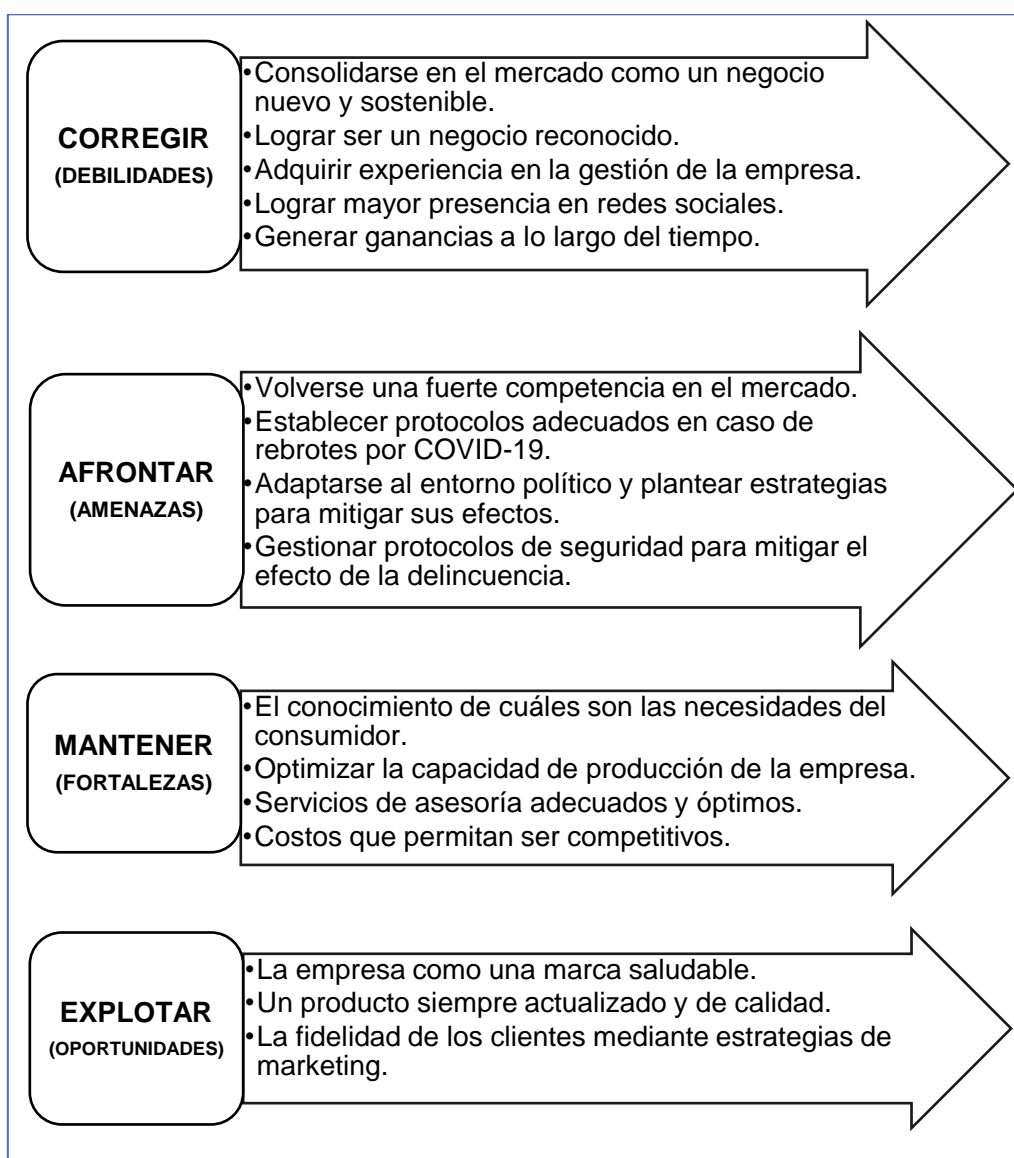 CORREGIR
(DEBILIDADES)
•Consolidarse en el mercado como un negocio
nuevo y sostenible.
•Lograr ser un negocio reconocido.
•Adquirir experiencia en la gestión de la empresa.
•Lograr mayor presencia en redes sociales.
•Generar ganancias a lo largo del tiempo.
AFRONTAR
(AMENAZAS)
•Volverse una fuerte competencia en el mercado.
•Establecer protocolos adecuados en caso de
rebrotes por COVID-19.
•Adaptarse al entorno político y plantear estrategias
para mitigar sus efectos.
•Gestionar protocolos de seguridad para mitigar el
efecto de la delincuencia.
MANTENER
(FORTALEZAS)
•El conocimiento de cuáles son las necesidades del
consumidor.
•Optimizar la capacidad de producción de la empresa.
•Servicios de asesoría adecuados y óptimos.
•Costos que permitan ser competitivos.
EXPLOTAR
(OPORTUNIDADES)
•La empresa como una marca saludable.
•Un producto siempre actualizado y de calidad.
•La fidelidad de los clientes mediante estrategias de
marketing.